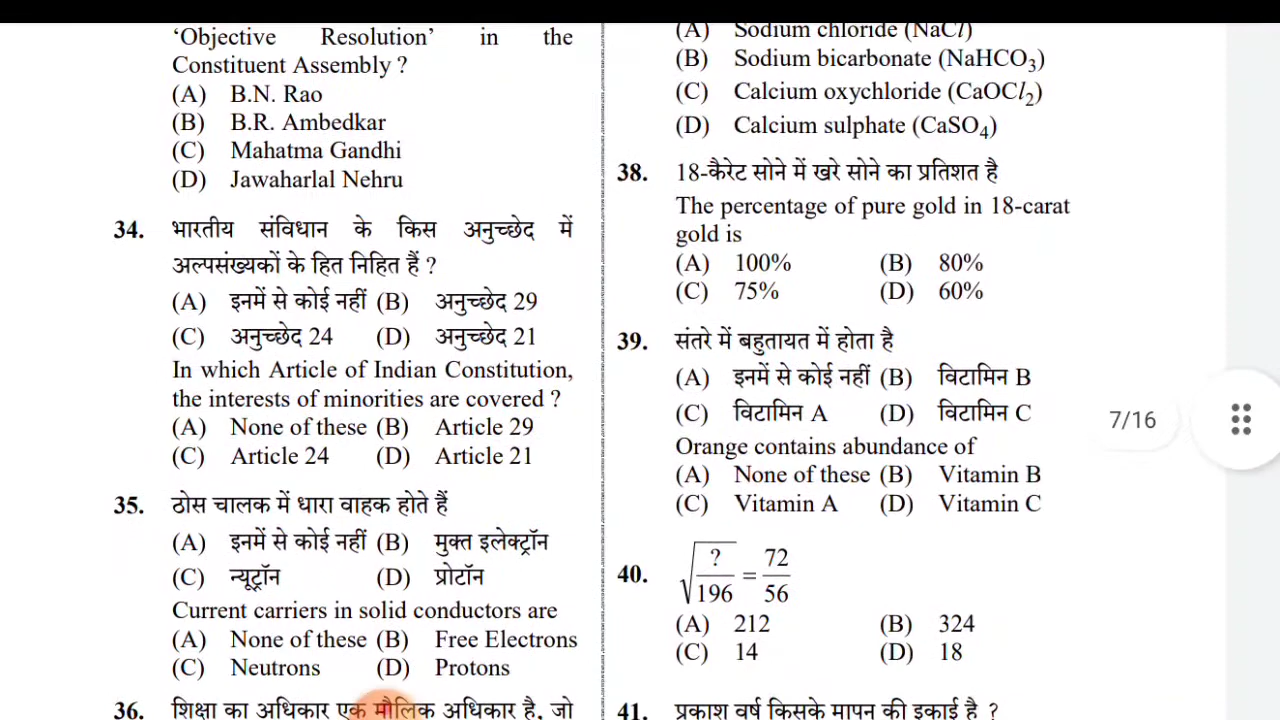 ‘Objective Resolution’ in the
Constituent Assembly ?
(A) B.N. Rao
(B) B.R. Ambedkar
(C) Mahatma Gandhi
(D) Jawaharlal Nehru
34. भारतीय संविधान के किस अनुच्छेद में
अल्पसंख्यकों के हित निहित हैं ?
(A) इनमें से कोई नहीं (B) अनुच्छेद 29
(C) अनुच्छेद 24 (D) अनुच्छेद 21
In which Article of Indian Constitution,
the interests of minorities are covered ?
(A) None of these (B) Article 29
(C) Article 24 (D) Article 21
35. ठोस चालक में धारा वाहक होते हैं
(A) इनमें से कोई नहीं (B) मुक्त इलेक्ट्रॉन
(C) न्यूट्रॉन (D) प्रोटॉन
Current carriers in solid conductors are
(A) None of these (B) Free Electrons
(C) Neutrons (D) Protons
36. शिक्षा का अधिकार एक मौलिक अधिकार है, जो
(A) Sodium chloride (NaCl)
(B) Sodium bicarbonate (NaHCO₃)
(C) Calcium oxychloride (CaOCl₂)
(D) Calcium sulphate (CaSO₄)
38. 18-कैरेट सोने में खरे सोने का प्रतिशत है
The percentage of pure gold in 18-carat
gold is
(A) 100% (B) 80%
(C) 75% (D) 60%
39. संतरे में बहुतायत में होता है
(A) इनमें से कोई नहीं (B) विटामिन B
(C) विटामिन A (D) विटामिन C
Orange contains abundance of
(A) None of these (B) Vitamin B
(C) Vitamin A (D) Vitamin C
40. √(?/196) = 72/56
(A) 212 (B) 324
(C) 14 (D) 18
41. प्रकाश वर्ष किसके मापन की इकाई है ?
7/16